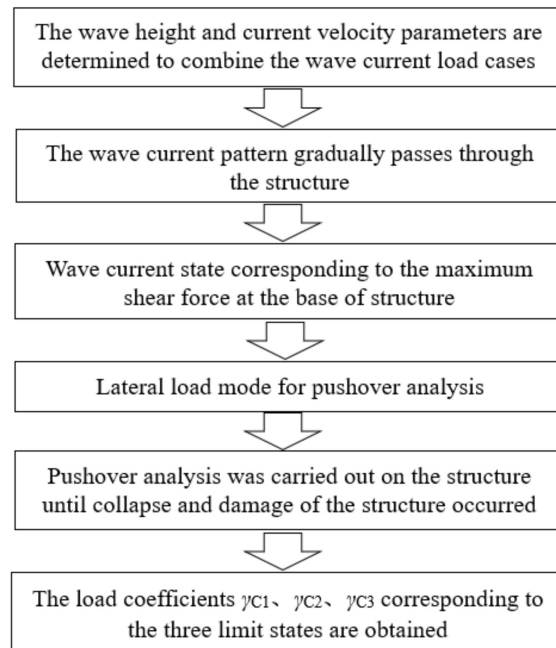 The wave height and current velocity parameters are
determined to combine the wave current load cases
The wave current pattern gradually passes through
the structure
Wave current state corresponding to the maximum
shear force at the base of structure
Lateral load mode for pushover analysis
Pushover analysis was carried out on the structure
until collapse and damage of the structure occurred
The load coefficients γC1、γC2、γC3 corresponding to
the three limit states are obtained